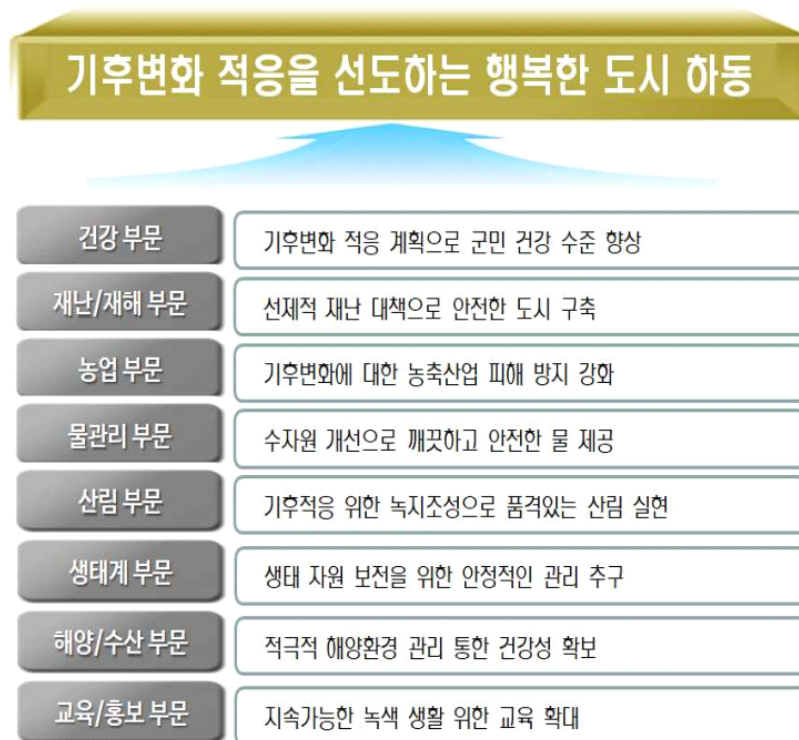 기후변화 적응을 선도하는 행복한 도시 하동
건강 부문
기후변화 적응 계획으로 군민 건강 수준 향상
재난/재해 부문
선제적 재난 대책으로 안전한 도시 구축
농업 부문
기후변화에 대한 농축산업 피해 방지 강화
물관리 부문
수자원 개선으로 깨끗하고 안전한 물 제공
산림 부문
기후적응 위한 녹지조성으로 품격있는 산림 실현
생태계 부문
생태 자원 보전을 위한 안정적인 관리 추구
해양/수산 부문
적극적 해양환경 관리 통한 건강성 확보
교육/홍보 부문
지속가능한 녹색 생활 위한 교육 확대